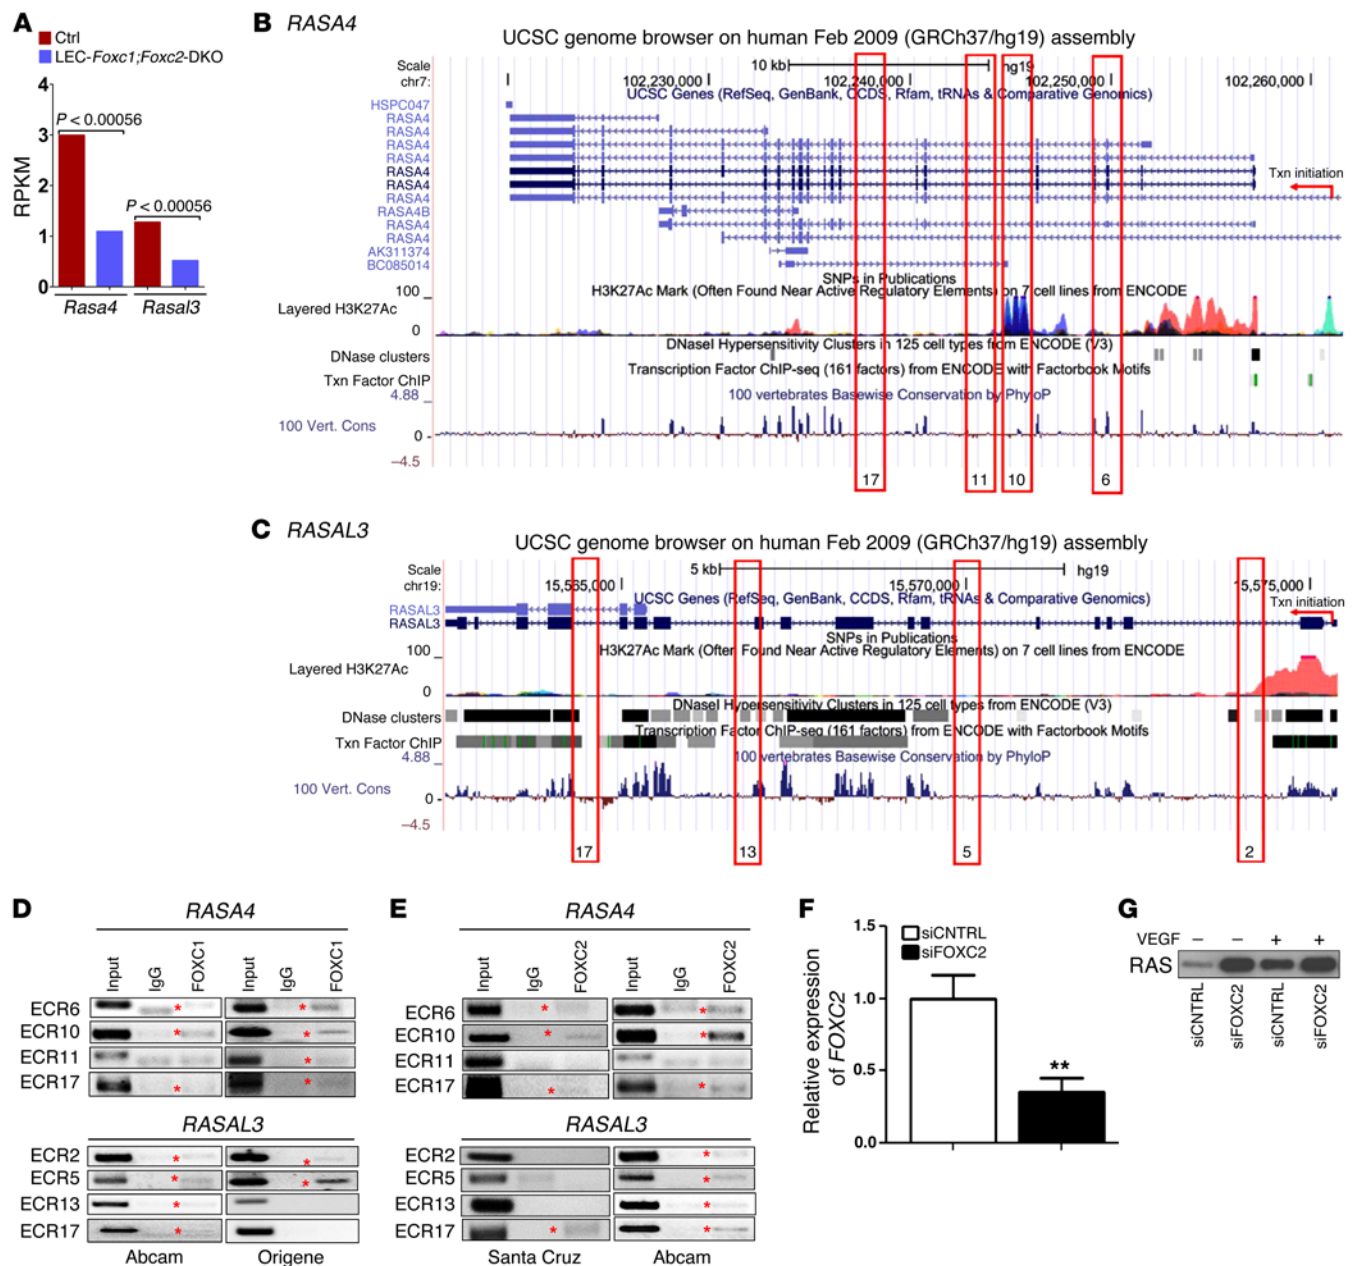 A
Ctrl
LEC-Foxc1;Foxc2-DKO
4
3
2
1
0
RPKM
P < 0.00056
P < 0.00056
Rasa4
Rasal3
B RASA4
UCSC genome browser on human Feb 2009 (GRCh37/hg19) assembly
Scale
10 kb
hg19
chr7:
102,230,000
102,240,000
102,250,000
102,260,000
UCSC Genes (RefSeq, GenBank, CCDS, Rfam, tRNAs & Comparative Genomics)
HSPC047
RASA4
RASA4
RASA4
RASA4
RASA4
RASA4
RASA4
Txn initiation
RASA4B
RASA4
RASA4
AK311374
BC085014
SNPs in Publications
H3K27Ac Mark (Often Found Near Active Regulatory Elements) on 7 cell lines from ENCODE
100
Layered H3K27Ac
0
DNaseI Hypersensitivity Clusters in 125 cell types from ENCODE (V3)
DNase clusters
Transcription Factor ChIP-seq (161 factors) from ENCODE with Factorbook Motifs
Txn Factor ChIP
4.88
100 vertebrates Basewise Conservation by PhyloP
100 Vert. Cons
0
–4.5
17
11
10
6
C RASAL3
UCSC genome browser on human Feb 2009 (GRCh37/hg19) assembly
Scale
5 kb
hg19
chr19:
15,565,000
15,570,000
15,575,000
UCSC Genes (RefSeq, GenBank, CCDS, Rfam, tRNAs & Comparative Genomics)
Txn initiation
RASAL3
RASAL3
SNPs in Publications
H3K27Ac Mark (Often Found Near Active Regulatory Elements) on 7 cell lines from ENCODE
100
Layered H3K27Ac
0
DNaseI Hypersensitivity Clusters in 125 cell types from ENCODE (V3)
DNase clusters
Transcription Factor ChIP-seq (161 factors) from ENCODE with Factorbook Motifs
Txn Factor ChIP
4.88
100 vertebrates Basewise Conservation by PhyloP
100 Vert. Cons
0
–4.5
17
13
5
2
D
RASA4
Input
IgG
FOXC1
Input
IgG
FOXC1
ECR6 * *
ECR10 * *
ECR11 *
ECR17 * *
RASAL3
ECR2 * *
ECR5 * *
ECR13 *
ECR17 *
Abcam
Origene
E
RASA4
Input
IgG
FOXC2
Input
IgG
FOXC2
ECR6 * *
ECR10 * *
ECR11
ECR17 * *
RASAL3
ECR2 *
ECR5 *
ECR13 *
ECR17 * *
Santa Cruz
Abcam
F
1.5
1.0
0.5
0.0
Relative expression
of FOXC2
siCNTRL
siFOXC2
**
G
VEGF – – + +
RAS
siCNTRL
siFOXC2
siCNTRL
siFOXC2